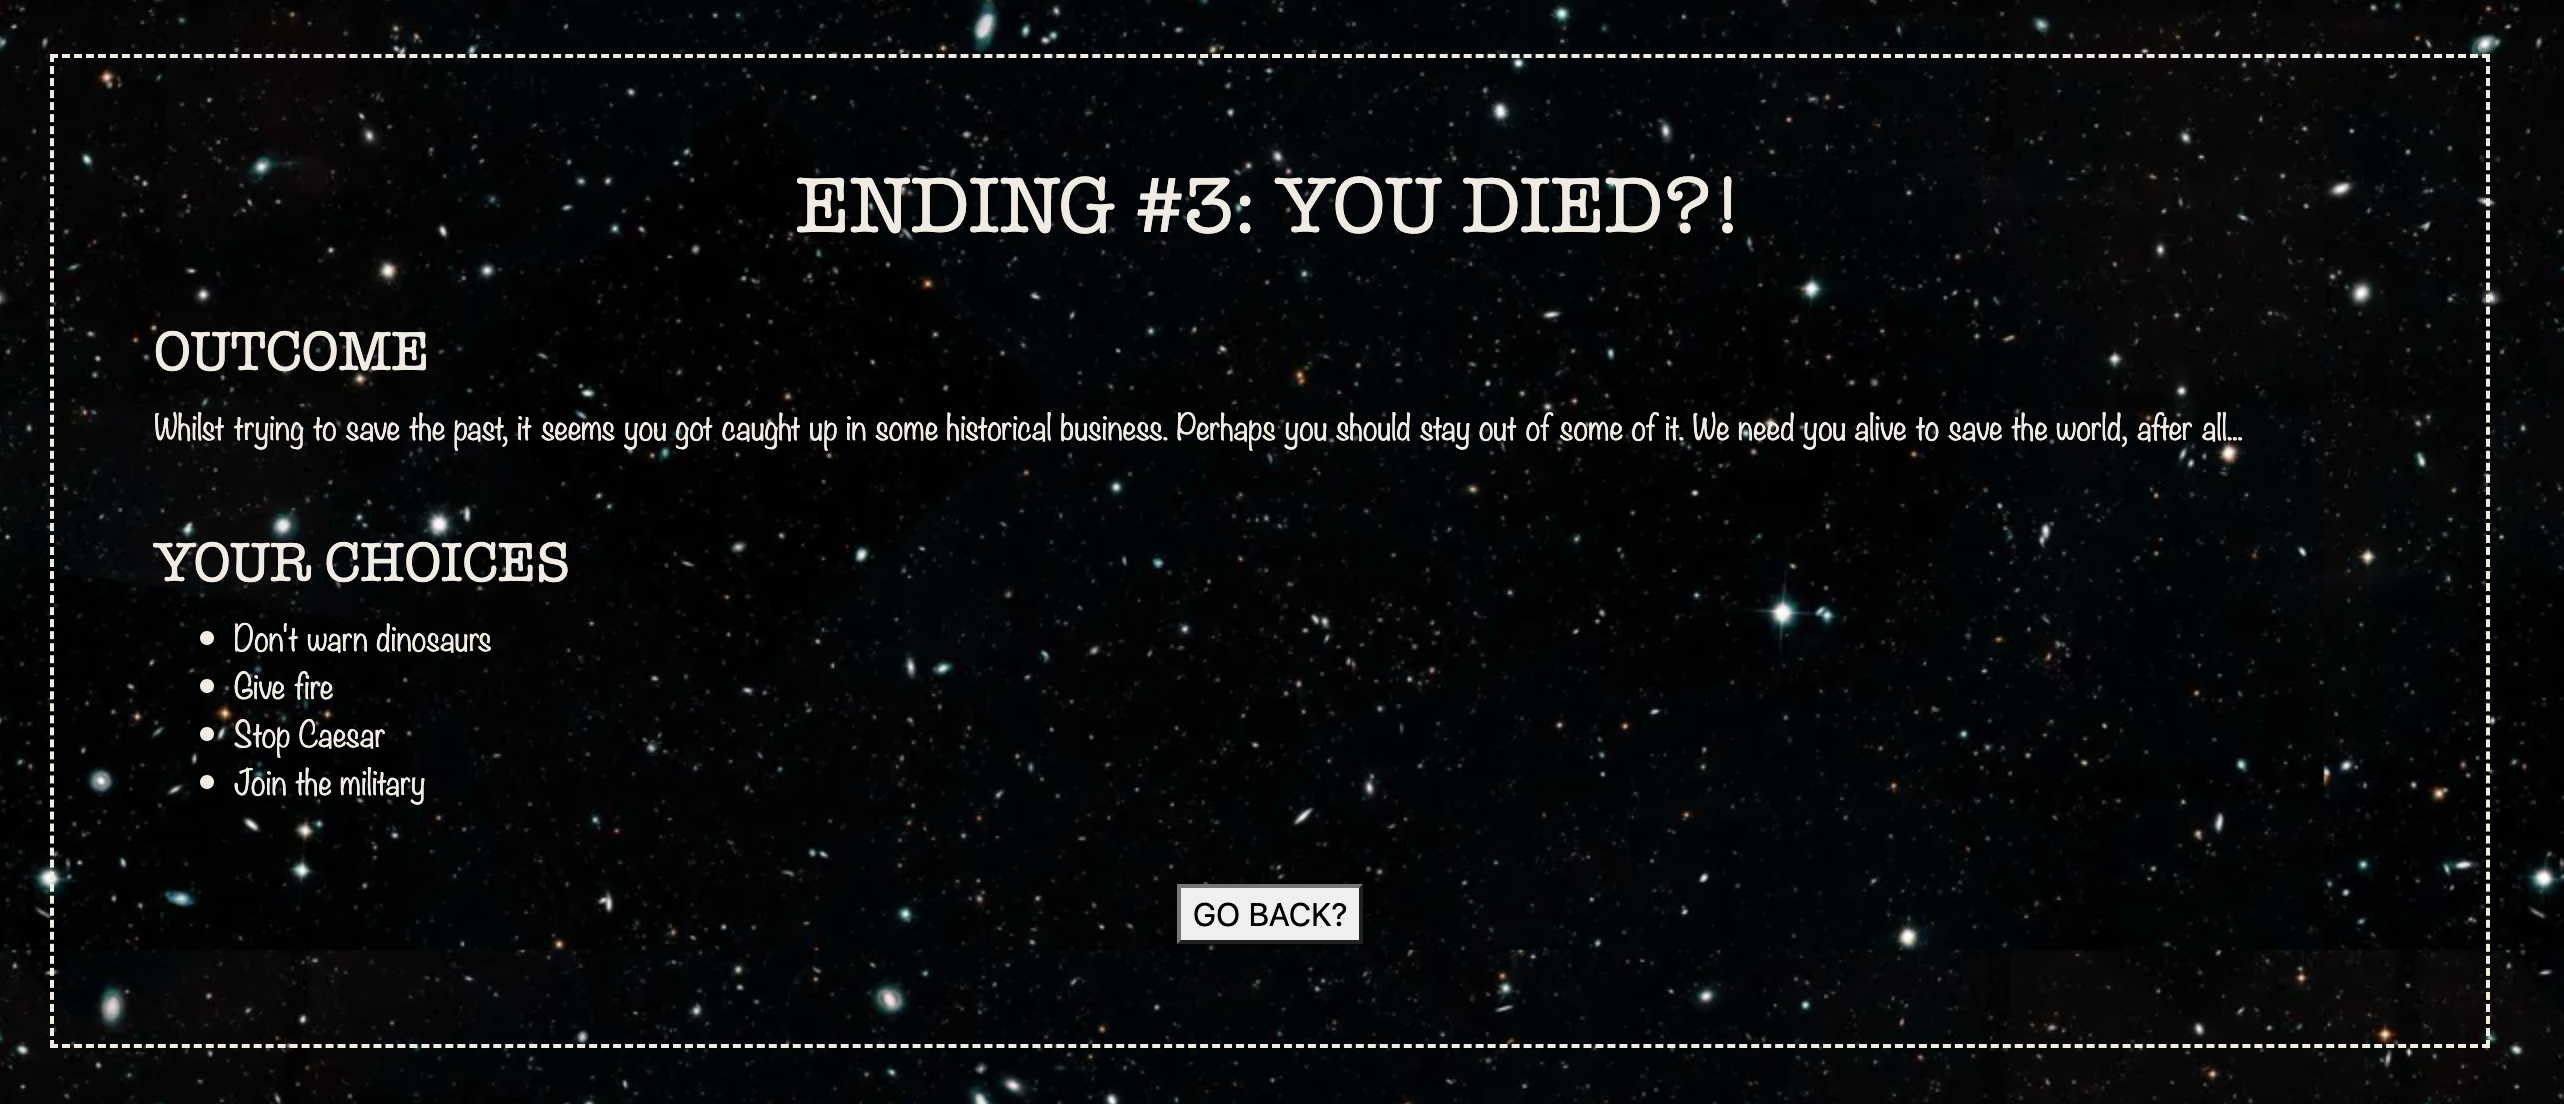 ENDING #3: YOU DIED?!
OUTCOME
Whilst trying to save the past, it seems you got caught up in some historical business. Perhaps you should stay out of some of it. We need you alive to save the world, after all...
YOUR CHOICES
Don't warn dinosaurs
Give fire
Stop Caesar
Join the military
GO BACK?